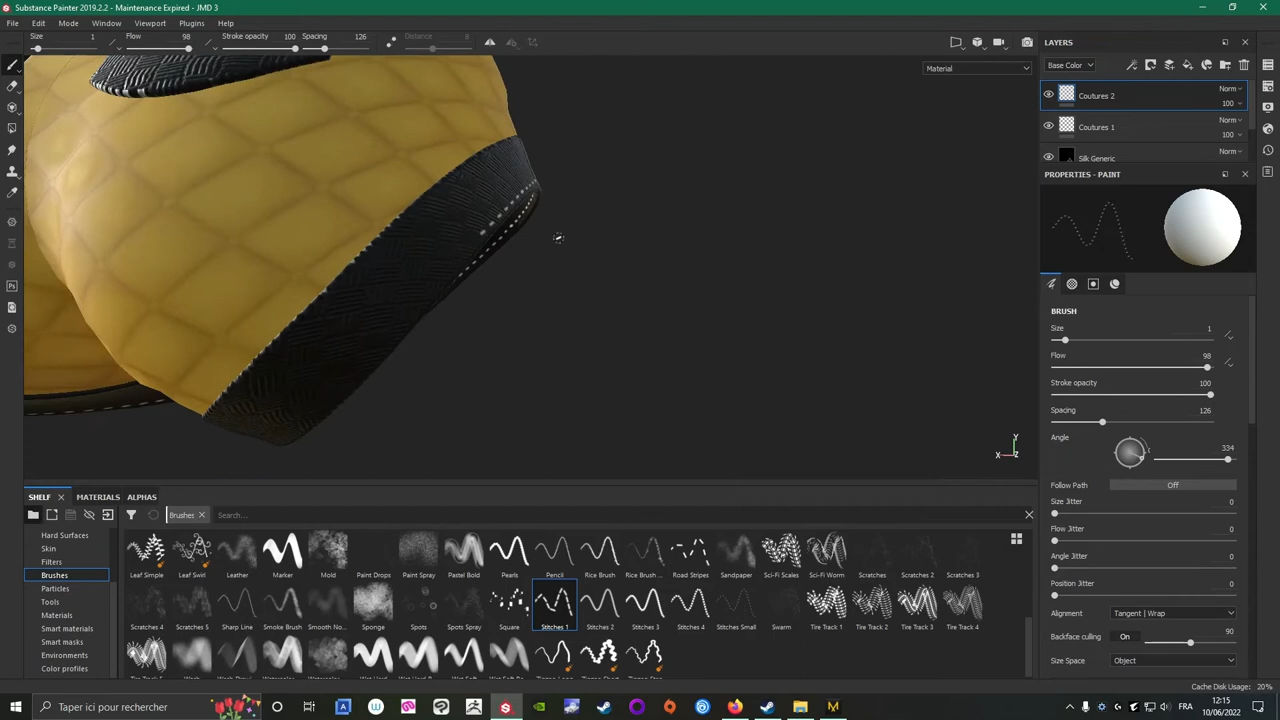 Substance Painter 2019.2.2 - Maintenance Expired - JMD 3
File Edit Mode Window Viewport Plugins Help
Size 1 Flow 98 Stroke opacity 100 Spacing 126 Distance 8
Material
LAYERS
Base Color
Coutures 2 Norm 100
Coutures 1 Norm 100
Silk Generic Norm
PROPERTIES - PAINT
BRUSH
Size 1
Flow 98
Stroke opacity 100
Spacing 126
Angle 334
Follow Path Off
Size Jitter 0
Flow Jitter 0
Angle Jitter 0
Position Jitter 0
Alignment Tangent | Wrap
Backface culling On 90
Size Space Object
Y
X Z
SHELF MATERIALS ALPHAS
Brushes Search...
Hard Surfaces
Skin
Filters
Brushes
Particles
Tools
Materials
Smart materials
Smart masks
Environments
Color profiles
Leaf Simple Leaf Swirl Leather Marker Mold Paint Drops Paint Spray Pastel Bold Pearls Pencil Rice Brush Rice Brush ... Road Stripes Sandpaper Sci-Fi Scales Sci-Fi Worm Scratches Scratches 2 Scratches 3
Scratches 4 Scratches 5 Sharp Line Smoke Brush Smooth No... Sponge Spots Spots Spray Square Stitches 1 Stitches 2 Stitches 3 Stitches 4 Stitches Small Swarm Tire Track 1 Tire Track 2 Tire Track 3 Tire Track 4
Cache Disk Usage: 20%
Taper ici pour rechercher
FRA 12:15
10/06/2022